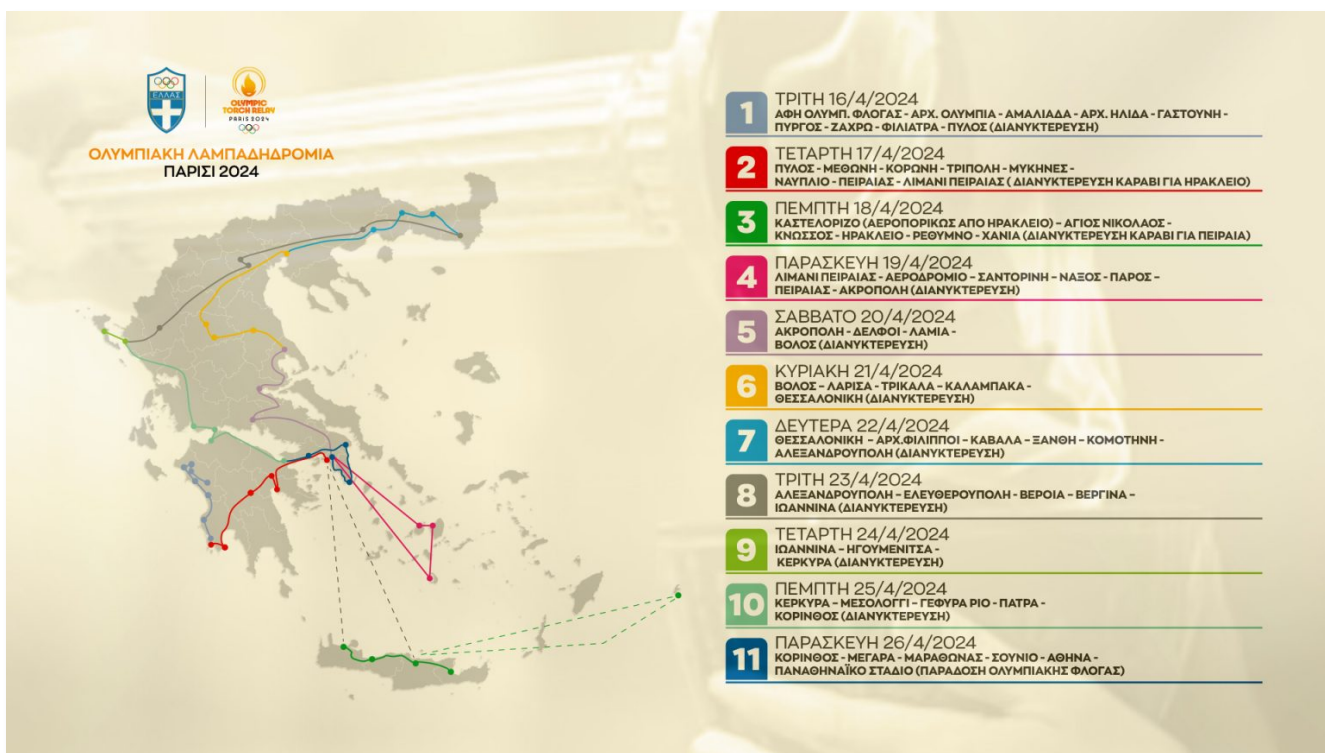 ΕΛΛΑΣ
OLYMPIC
TORCH RELAY
PARIS 2024
ΟΛΥΜΠΙΑΚΗ ΛΑΜΠΑΔΗΔΡΟΜΙΑ
ΠΑΡΙΣΙ 2024
1
ΤΡΙΤΗ 16/4/2024
ΑΦΗ ΟΛΥΜΠ. ΦΛΟΓΑΣ - ΑΡΧ. ΟΛΥΜΠΙΑ - ΑΜΑΛΙΑΔΑ - ΑΡΧ. ΗΛΙΔΑ - ΓΑΣΤΟΥΝΗ -
ΠΥΡΓΟΣ - ΖΑΧΡΩ - ΦΙΛΙΑΤΡΑ - ΠΥΛΟΣ (ΔΙΑΝΥΚΤΕΡΕΥΣΗ)
2
ΤΕΤΑΡΤΗ 17/4/2024
ΠΥΛΟΣ - ΜΕΘΩΝΗ - ΚΟΡΩΝΗ - ΤΡΙΠΟΛΗ - ΜΥΚΗΝΕΣ -
ΝΑΥΠΛΙΟ - ΠΕΙΡΑΙΑΣ - ΛΙΜΑΝΙ ΠΕΙΡΑΙΑΣ ( ΔΙΑΝΥΚΤΕΡΕΥΣΗ ΚΑΡΑΒΙ ΓΙΑ ΗΡΑΚΛΕΙΟ)
3
ΠΕΜΠΤΗ 18/4/2024
ΚΑΣΤΕΛΟΡΙΖΟ (ΑΕΡΟΠΟΡΙΚΩΣ ΑΠΟ ΗΡΑΚΛΕΙΟ) – ΑΓΙΟΣ ΝΙΚΟΛΑΟΣ -
ΚΝΩΣΣΟΣ - ΗΡΑΚΛΕΙΟ - ΡΕΘΥΜΝΟ - ΧΑΝΙΑ (ΔΙΑΝΥΚΤΕΡΕΥΣΗ ΚΑΡΑΒΙ ΓΙΑ ΠΕΙΡΑΙΑ)
4
ΠΑΡΑΣΚΕΥΗ 19/4/2024
ΛΙΜΑΝΙ ΠΕΙΡΑΙΑΣ - ΑΕΡΟΔΡΟΜΙΟ – ΣΑΝΤΟΡΙΝΗ – ΝΑΞΟΣ - ΠΑΡΟΣ –
ΠΕΙΡΑΙΑΣ - ΑΚΡΟΠΟΛΗ (ΔΙΑΝΥΚΤΕΡΕΥΣΗ)
5
ΣΑΒΒΑΤΟ 20/4/2024
ΑΚΡΟΠΟΛΗ - ΔΕΛΦΟΙ - ΛΑΜΙΑ -
ΒΟΛΟΣ (ΔΙΑΝΥΚΤΕΡΕΥΣΗ)
6
ΚΥΡΙΑΚΗ 21/4/2024
ΒΟΛΟΣ – ΛΑΡΙΣΑ - ΤΡΙΚΑΛΑ – ΚΑΛΑΜΠΑΚΑ -
ΘΕΣΣΑΛΟΝΙΚΗ (ΔΙΑΝΥΚΤΕΡΕΥΣΗ)
7
ΔΕΥΤΕΡΑ 22/4/2024
ΘΕΣΣΑΛΟΝΙΚΗ – ΑΡΧ.ΦΙΛΙΠΠΟΙ – ΚΑΒΑΛΑ – ΞΑΝΘΗ - ΚΟΜΟΤΗΝΗ -
ΑΛΕΞΑΝΔΡΟΥΠΟΛΗ (ΔΙΑΝΥΚΤΕΡΕΥΣΗ)
8
ΤΡΙΤΗ 23/4/2024
ΑΛΕΞΑΝΔΡΟΥΠΟΛΗ – ΕΛΕΥΘΕΡΟΥΠΟΛΗ - ΒΕΡΟΙΑ – ΒΕΡΓΙΝΑ –
ΙΩΑΝΝΙΝΑ (ΔΙΑΝΥΚΤΕΡΕΥΣΗ)
9
ΤΕΤΑΡΤΗ 24/4/2024
ΙΩΑΝΝΙΝΑ – ΗΓΟΥΜΕΝΙΤΣΑ -
ΚΕΡΚΥΡΑ (ΔΙΑΝΥΚΤΕΡΕΥΣΗ)
10
ΠΕΜΠΤΗ 25/4/2024
ΚΕΡΚΥΡΑ – ΜΕΣΟΛΟΓΓΙ – ΓΕΦΥΡΑ ΡΙΟ - ΠΑΤΡΑ -
ΚΟΡΙΝΘΟΣ (ΔΙΑΝΥΚΤΕΡΕΥΣΗ)
11
ΠΑΡΑΣΚΕΥΗ 26/4/2024
ΚΟΡΙΝΘΟΣ - ΜΕΓΑΡΑ - ΜΑΡΑΘΩΝΑΣ - ΣΟΥΝΙΟ - ΑΘΗΝΑ -
ΠΑΝΑΘΗΝΑΪΚΟ ΣΤΑΔΙΟ (ΠΑΡΑΔΟΣΗ ΟΛΥΜΠΙΑΚΗΣ ΦΛΟΓΑΣ)